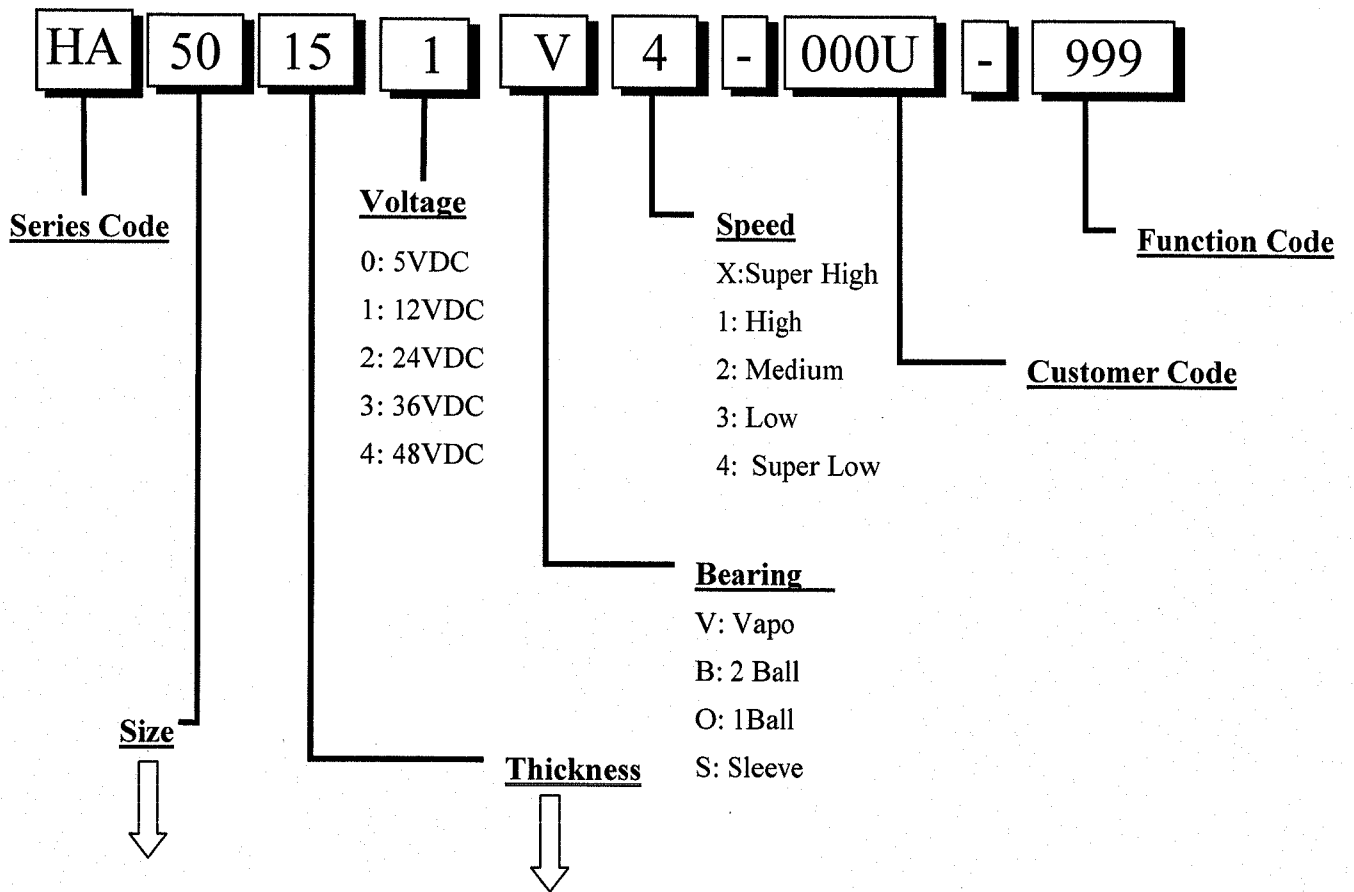 HA 50 15 1 V 4 - 000U - 999
Series Code
Voltage
0: 5VDC
1: 12VDC
2: 24VDC
3: 36VDC
4: 48VDC
Speed
X:Super High
1: High
2: Medium
3: Low
4: Super Low
Function Code
Customer Code
Bearing
V: Vapo
B: 2 Ball
O: 1Ball
S: Sleeve
Size
Thickness